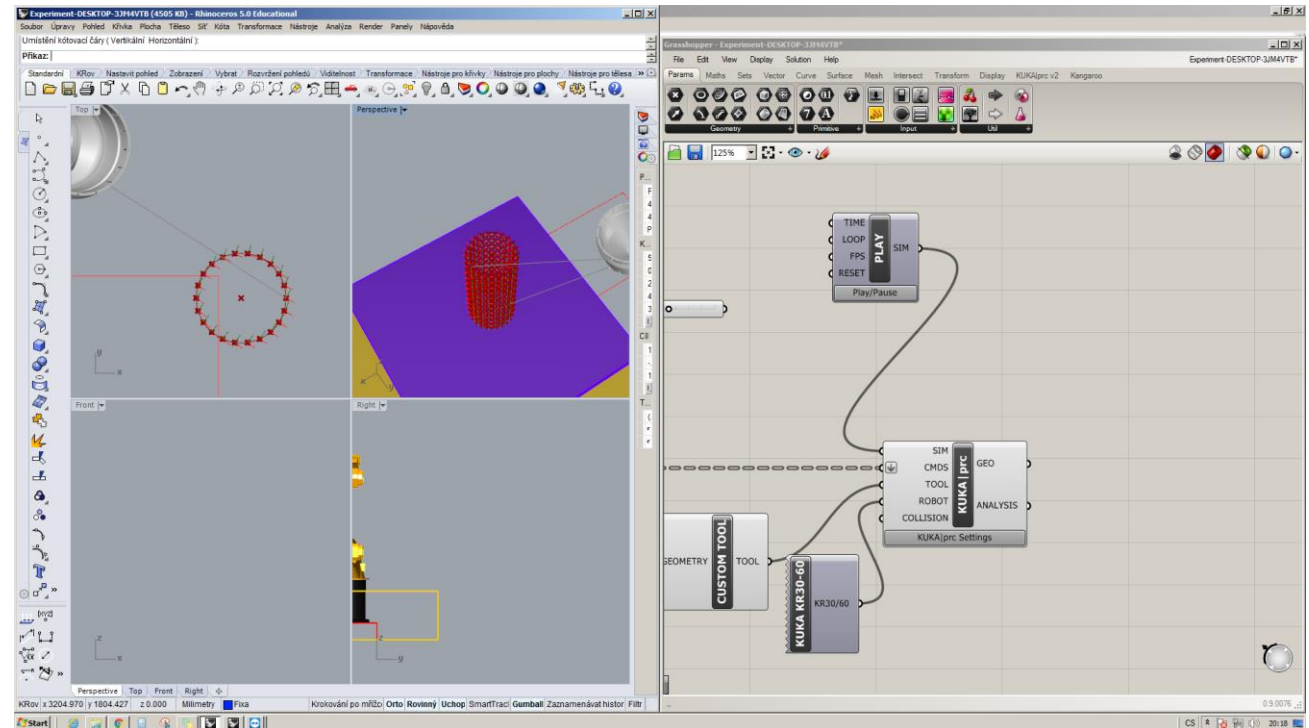 Experiment-DESKTOP-3JM4VTB (4505 KB) - Rhinoceros 5.0 Educational
Soubor Úpravy Pohled Křivka Plocha Těleso Síť Kóta Transformace Nástroje Analýza Render Panely Nápověda
Umístění kótovací čáry ( Vertikální Horizontální ):
Příkaz:
Standardní KRov Nastavit pohled Zobrazení Vybrat Rozvržení pohledů Viditelnost Transformace Nástroje pro křivky Nástroje pro plochy Nástroje pro tělesa »
Top
Perspective
y
x
x
y
Front
Right
z
x
z
y
P...
K...
Cíl
T...
Perspective Top Front Right
KRov x 3204.970 y 1804.427 z 0.000 Milimetry Fixa Krokování po mřížc Orto Rovinný Uchop SmartTracl Gumball Zaznamenávat histor Filtr
Grasshopper - Experiment-DESKTOP-3JM4VTB*
File Edit View Display Solution Help Experiment-DESKTOP-3JM4VTB*
Params Maths Sets Vector Curve Surface Mesh Intersect Transform Display KUKA|prc v2 Kangaroo
Geometry Primitive Input Util
125%
TIME
LOOP
FPS
RESET
PLAY
SIM
Play/Pause
SIM
CMDS
TOOL
ROBOT
COLLISION
KUKA|prc
GEO
ANALYSIS
KUKA|prc Settings
GEOMETRY
CUSTOM TOOL
TOOL
KUKA KR30-60
KR30/60
0.9.0076
Start
CS
20:18